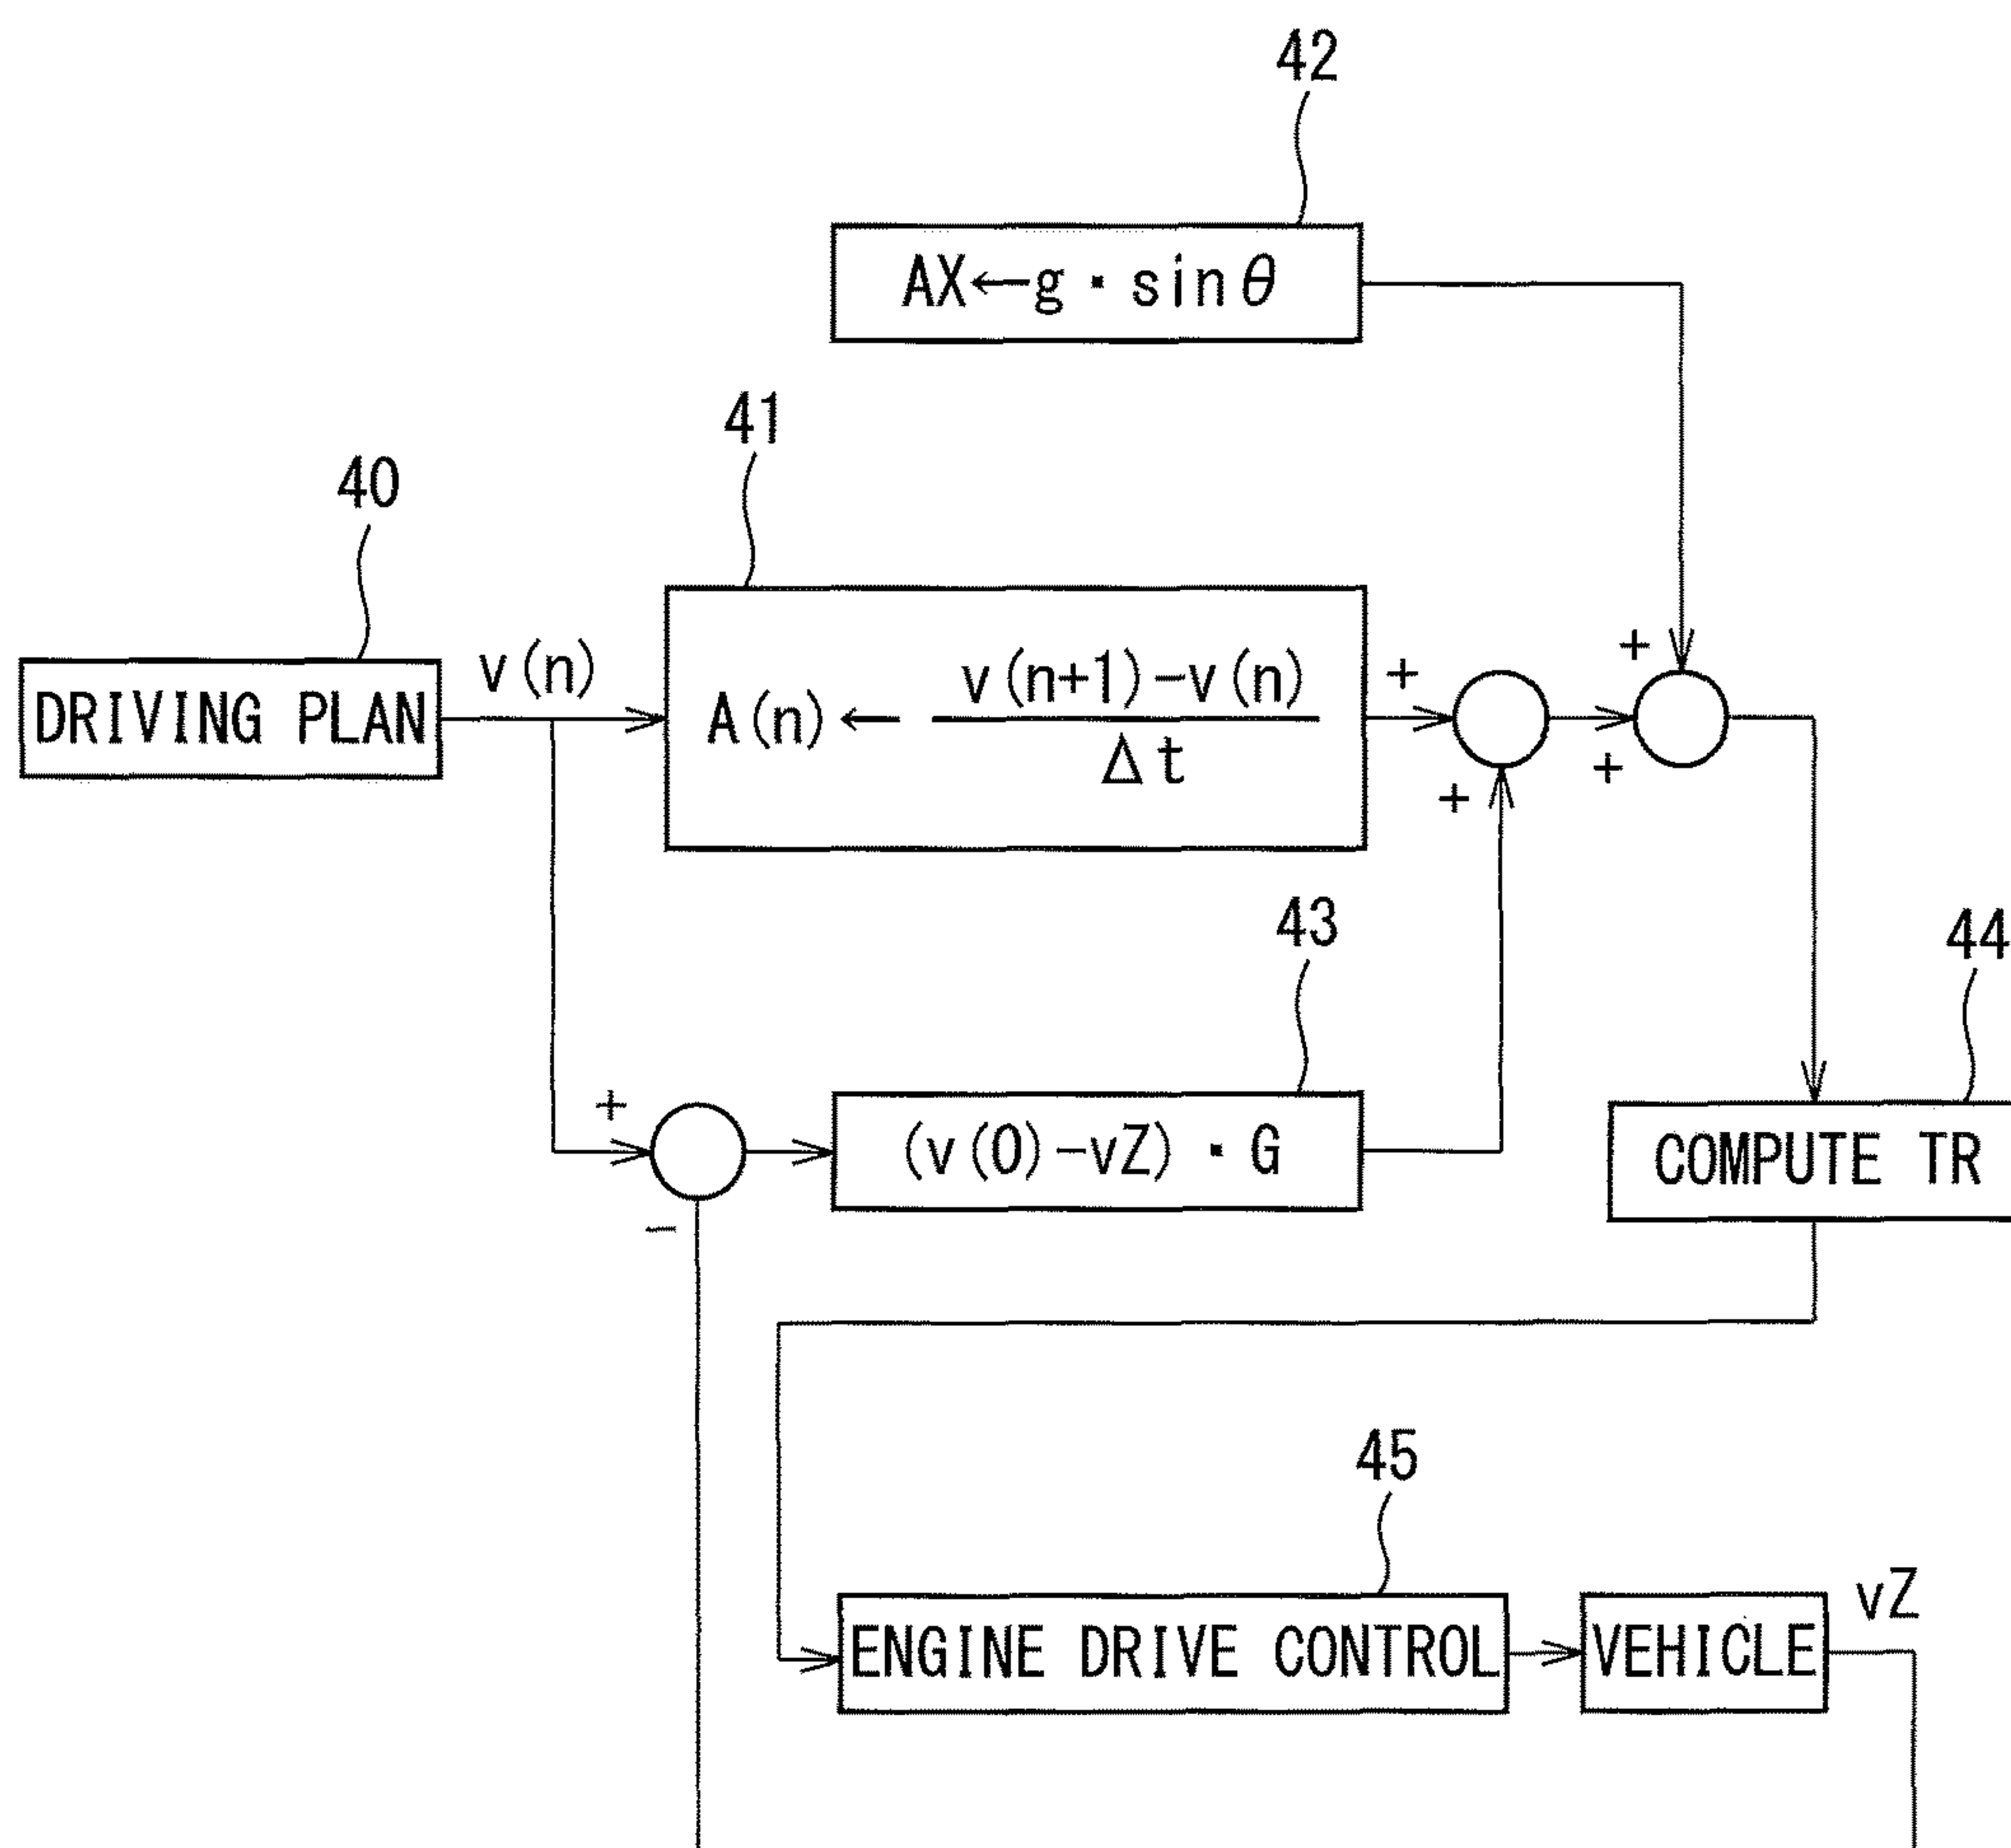 42
AX←g・sinθ
41
40
DRIVING PLAN
v(n)
A(n)← v(n+1)-v(n)
Δt
+
+
+
+
43
44
+
(v(0)-vZ)・G
COMPUTE TR
-
45
ENGINE DRIVE CONTROL
VEHICLE
vZ